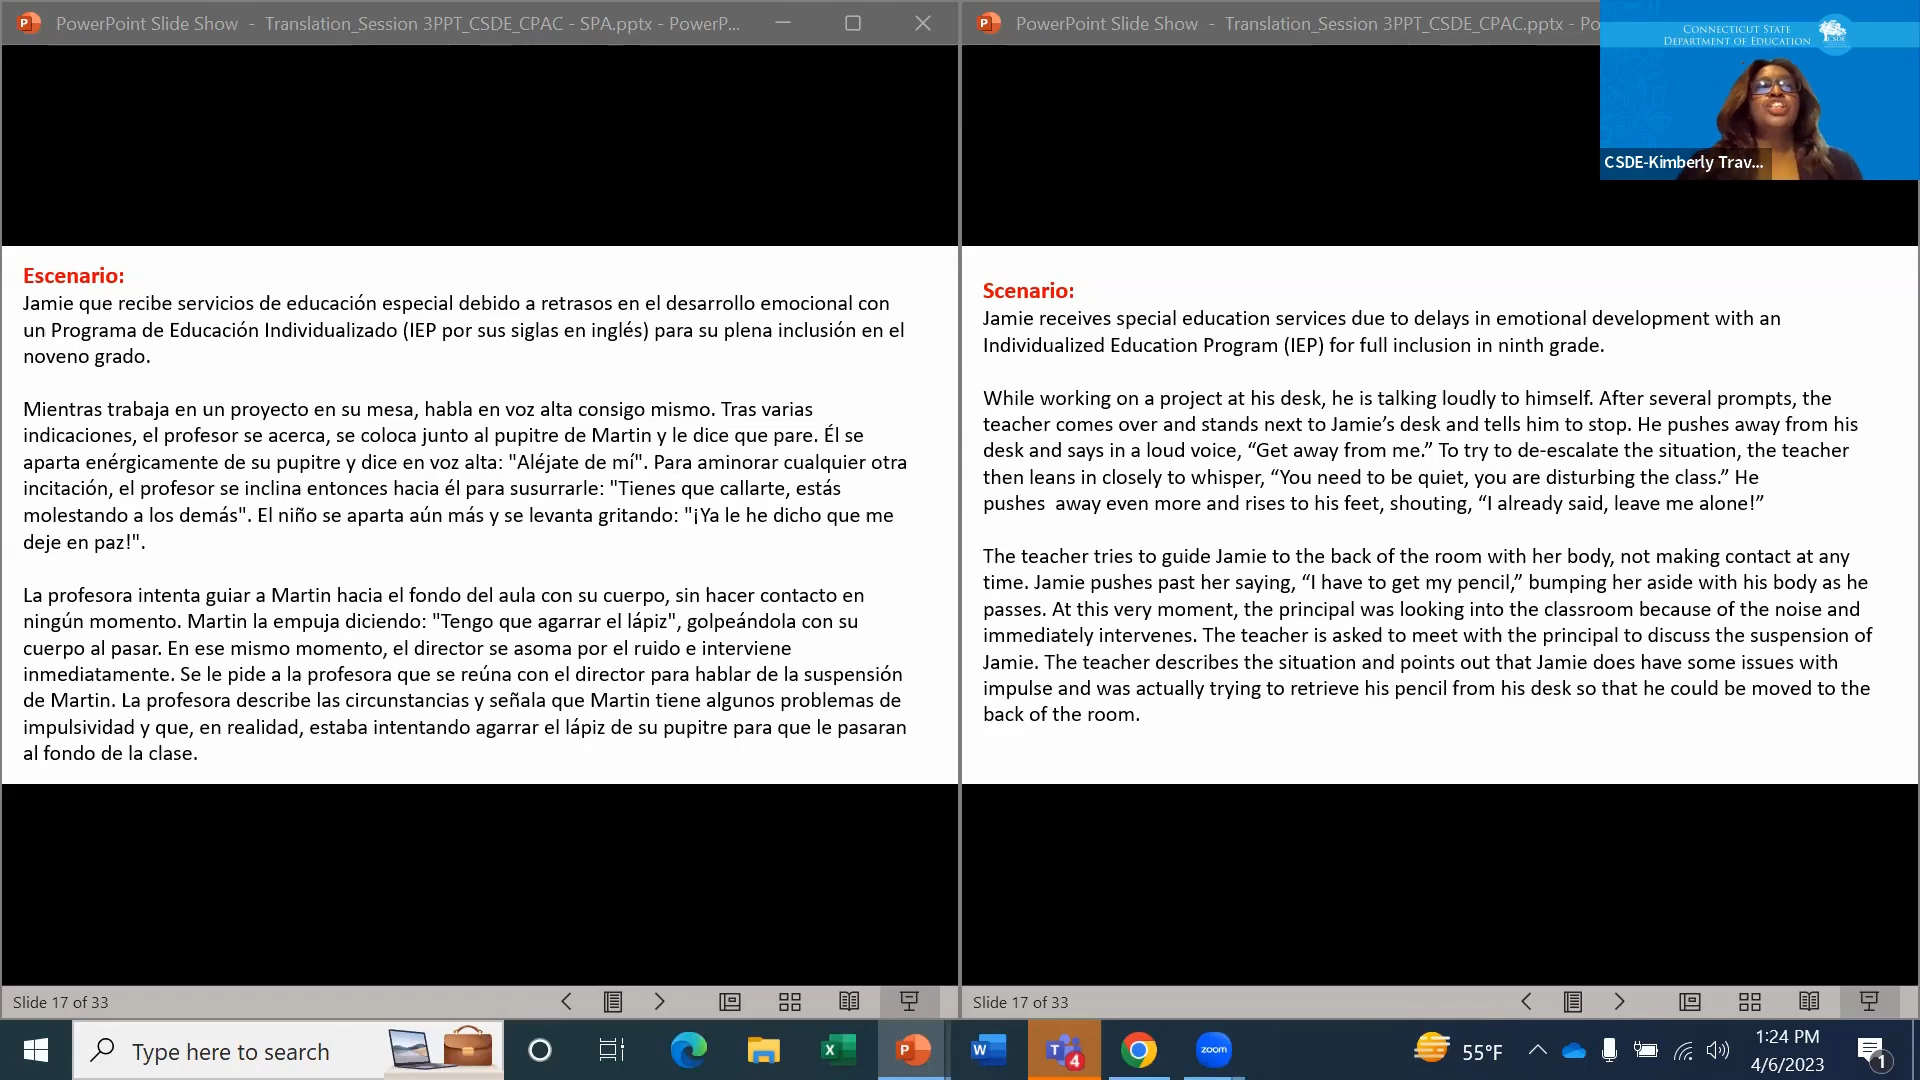 PowerPoint Slide Show - Translation_Session 3PPT_CSDE_CPAC - SPA.pptx - PowerP...
PowerPoint Slide Show - Translation_Session 3PPT_CSDE_CPAC.pptx - Po
CONNECTICUT STATE
DEPARTMENT OF EDUCATION
CSDE
CSDE-Kimberly Trav...
Escenario:
Jamie que recibe servicios de educación especial debido a retrasos en el desarrollo emocional con
un Programa de Educación Individualizado (IEP por sus siglas en inglés) para su plena inclusión en el
noveno grado.
Mientras trabaja en un proyecto en su mesa, habla en voz alta consigo mismo. Tras varias
indicaciones, el profesor se acerca, se coloca junto al pupitre de Martin y le dice que pare. Él se
aparta enérgicamente de su pupitre y dice en voz alta: "Aléjate de mí". Para aminorar cualquier otra
incitación, el profesor se inclina entonces hacia él para susurrarle: "Tienes que callarte, estás
molestando a los demás". El niño se aparta aún más y se levanta gritando: "¡Ya le he dicho que me
deje en paz!".
La profesora intenta guiar a Martin hacia el fondo del aula con su cuerpo, sin hacer contacto en
ningún momento. Martin la empuja diciendo: "Tengo que agarrar el lápiz", golpeándola con su
cuerpo al pasar. En ese mismo momento, el director se asoma por el ruido e interviene
inmediatamente. Se le pide a la profesora que se reúna con el director para hablar de la suspensión
de Martin. La profesora describe las circunstancias y señala que Martin tiene algunos problemas de
impulsividad y que, en realidad, estaba intentando agarrar el lápiz de su pupitre para que le pasaran
al fondo de la clase.
Scenario:
Jamie receives special education services due to delays in emotional development with an
Individualized Education Program (IEP) for full inclusion in ninth grade.
While working on a project at his desk, he is talking loudly to himself. After several prompts, the
teacher comes over and stands next to Jamie’s desk and tells him to stop. He pushes away from his
desk and says in a loud voice, “Get away from me.” To try to de-escalate the situation, the teacher
then leans in closely to whisper, “You need to be quiet, you are disturbing the class.” He
pushes  away even more and rises to his feet, shouting, “I already said, leave me alone!”
The teacher tries to guide Jamie to the back of the room with her body, not making contact at any
time. Jamie pushes past her saying, “I have to get my pencil,” bumping her aside with his body as he
passes. At this very moment, the principal was looking into the classroom because of the noise and
immediately intervenes. The teacher is asked to meet with the principal to discuss the suspension of
Jamie. The teacher describes the situation and points out that Jamie does have some issues with
impulse and was actually trying to retrieve his pencil from his desk so that he could be moved to the
back of the room.
Slide 17 of 33
Slide 17 of 33
Type here to search
4
zoom
55°F
1:24 PM
4/6/2023
1